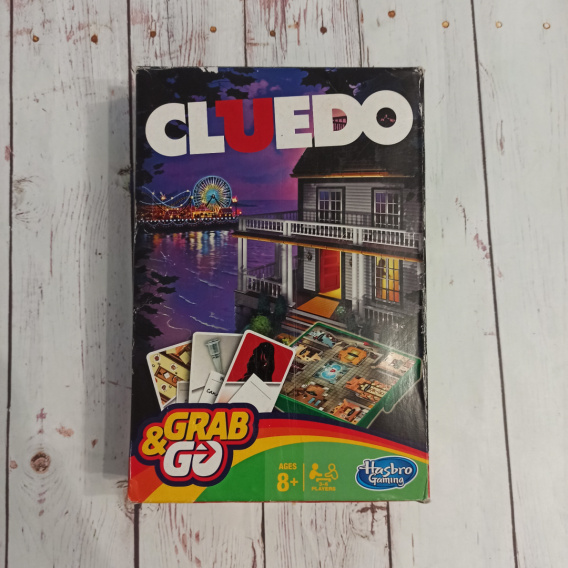 CLUEDO
GRAB
& GO
AGES
8+
PLAYERS
Hasbro
Gaming